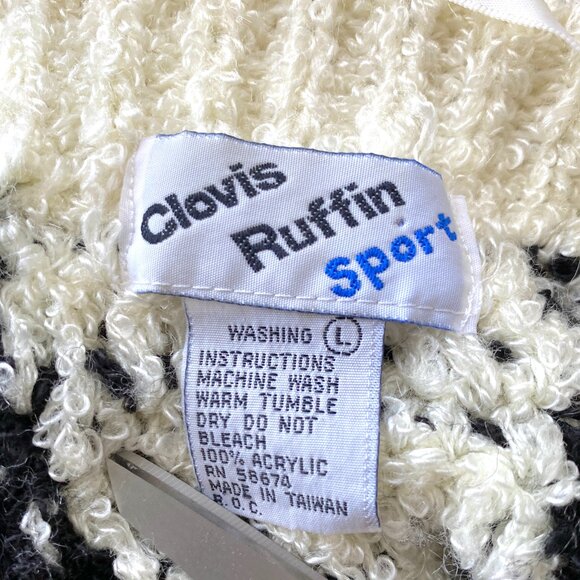 Clovis
Ruffin
Sport
WASHING L
INSTRUCTIONS
MACHINE WASH
WARM TUMBLE
DRY DO NOT
BLEACH
100% ACRYLIC
RN 58674
MADE IN TAIWAN
R.O.C.